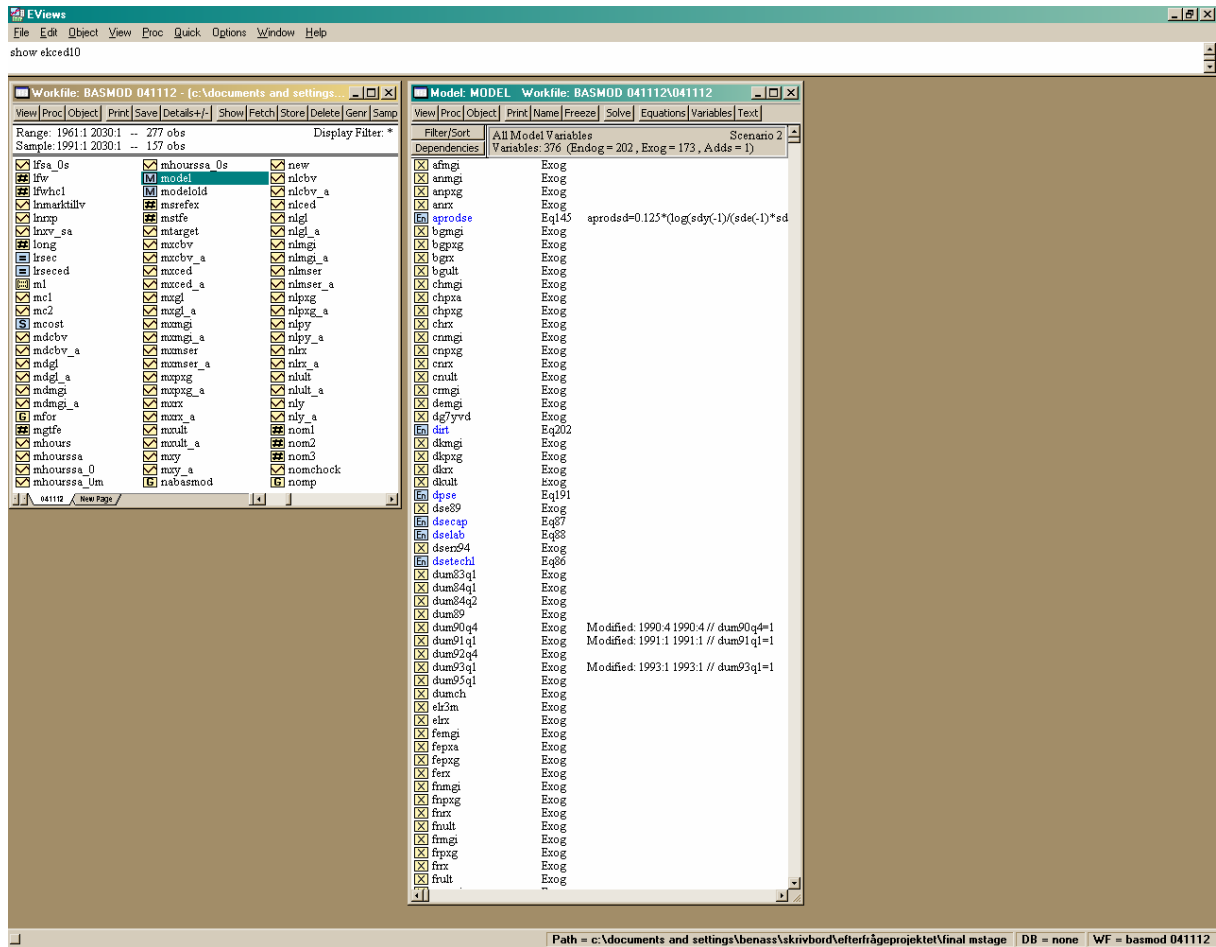 EViews
File Edit Object View Proc Quick Options Window Help
show ekced10
Workfile: BASMOD 041112 - (c:\documents and settings...
View Proc Object Print Save Details+/- Show Fetch Store Delete Genr Samp
Range: 1961:1 2030:1 -- 277 obs Display Filter: *
Sample: 1991:1 2030:1 -- 157 obs
lfsa_0s mhourssa_0s new
lfw model nlcbv
lfwhc1 modelold nlcbv_a
lnmarktillv msrefex nlced
lnrxp mstfe nlgl
lnxv_sa mtarget nlgl_a
long mxcbv nlmgi
lrsec mxcbv_a nlmgi_a
lrseced mxced nlmser
m1 mxced_a nlmser_a
mc1 mxgl nlpxg
mc2 mxgl_a nlpxg_a
mcost mxmgi nlpy
mdcbv mxmgi_a nlpy_a
mdcbv_a mxmser nlrx
mdgl mxmser_a nlrx_a
mdgl_a mxpxg nlult
mdmgi mxpxg_a nlult_a
mdmgi_a mxrx nly
mfor mxrx_a nly_a
mgtfe mxult nom1
mhours mxult_a nom2
mhourssa mxy nom3
mhourssa_0 mxy_a nomchock
mhourssa_Um nabasmod nomp
041112 New Page
Model: MODEL Workfile: BASMOD 041112\041112
View Proc Object Print Name Freeze Solve Equations Variables Text
Filter/Sort All Model Variables Scenario 2
Dependencies Variables: 376 (Endog = 202 , Exog = 173 , Adds = 1)
afmgi Exog
anmgi Exog
anpxg Exog
anrx Exog
aprodse Eq145 aprodsd=0.125*(log(sdy(-1)/(sde(-1)*sd
bgmgi Exog
bgpxg Exog
bgrx Exog
bgult Exog
chmgi Exog
chpxa Exog
chpxg Exog
chrx Exog
cnmgi Exog
cnpxg Exog
cnrx Exog
cnult Exog
crmgi Exog
demgi Exog
dg7yvd Exog
dirt Eq202
dkmgi Exog
dkpxg Exog
dkrx Exog
dkult Exog
dpse Eq191
dse89 Exog
dsecap Eq87
dselab Eq88
dserx94 Exog
dsetechl Eq86
dum83q1 Exog
dum84q1 Exog
dum84q2 Exog
dum89 Exog
dum90q4 Exog Modified: 1990:4 1990:4 // dum90q4=1
dum91q1 Exog Modified: 1991:1 1991:1 // dum91q1=1
dum92q4 Exog
dum93q1 Exog Modified: 1993:1 1993:1 // dum93q1=1
dum95q1 Exog
dumch Exog
elr3m Exog
elrx Exog
femgi Exog
fepxa Exog
fepxg Exog
ferx Exog
fnmgi Exog
fnpxg Exog
fnrx Exog
fnult Exog
frmgi Exog
frpxg Exog
frrx Exog
frult Exog
Path = c:\documents and settings\benass\skrivbord\efterfrågeprojektet\final mstage DB = none WF = basmod 041112